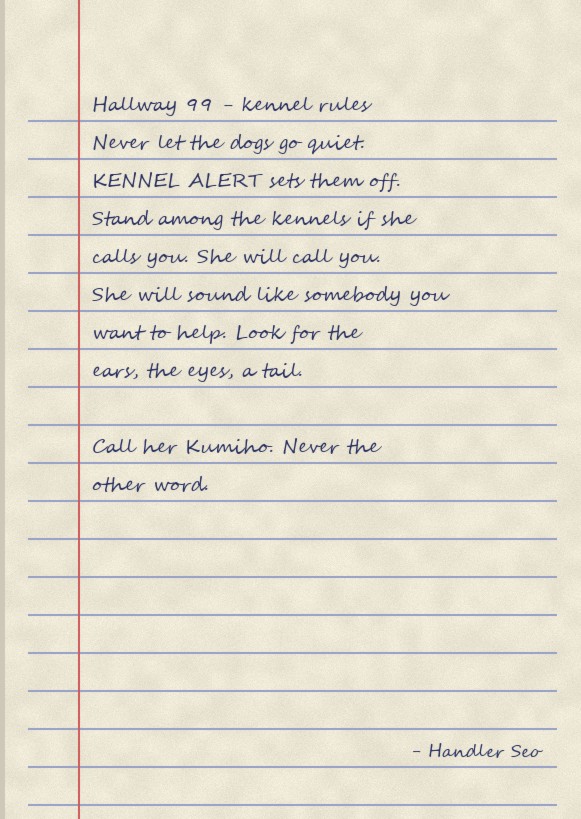 Hallway 99 - kennel rules
Never let the dogs go quiet.
KENNEL ALERT sets them off.
Stand among the kennels if she
calls you. She will call you.
She will sound like somebody you
want to help. Look for the
ears, the eyes, a tail.
Call her Kumiho. Never the
other word.
- Handler Seo